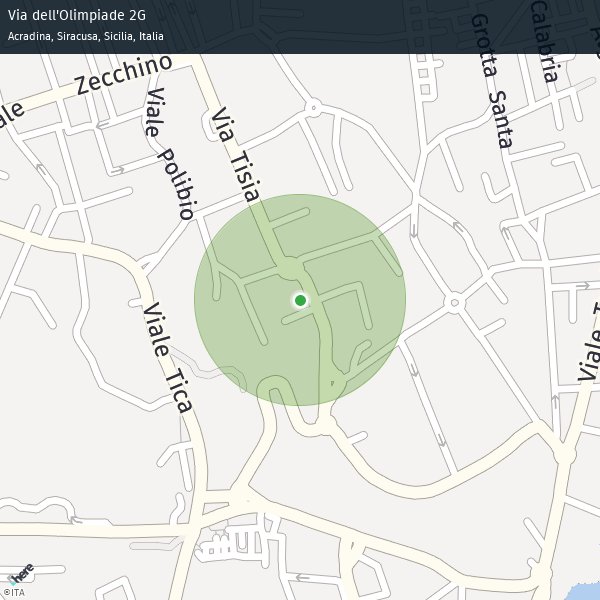 Via dell'Olimpiade 2G
Acradina, Siracusa, Sicilia, Italia
Zecchino
Viale Polibio
Via Tisia
Grotta Santa
Calabria
Viale Tica
Viale
here
©ITA